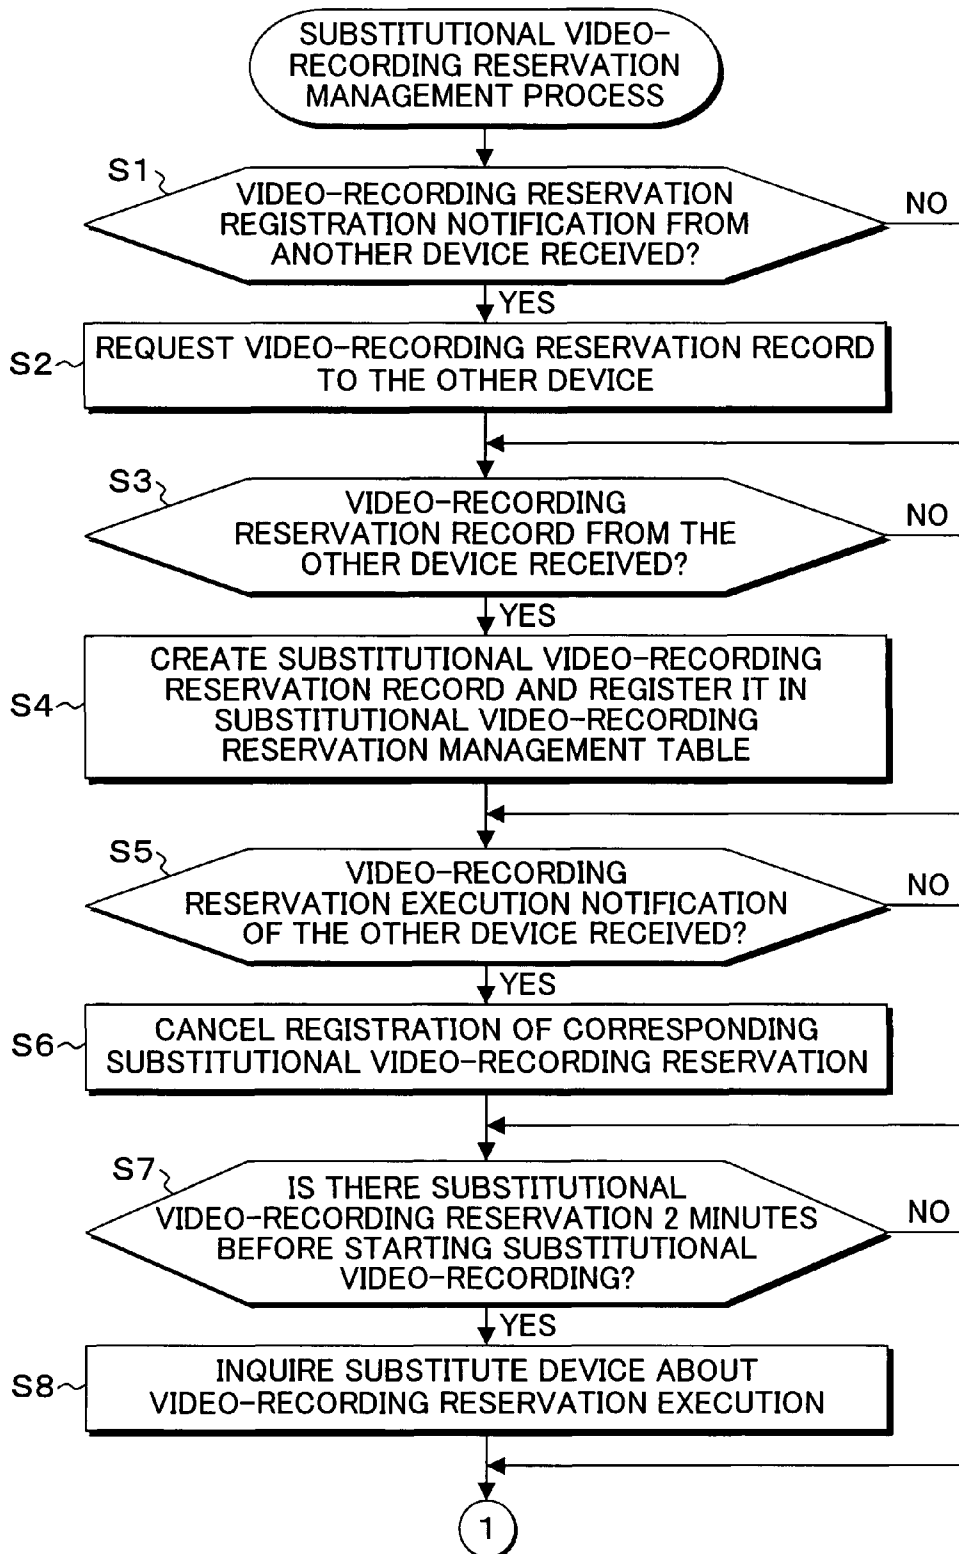 SUBSTITUTIONAL VIDEO-
RECORDING RESERVATION
MANAGEMENT PROCESS
S1
VIDEO-RECORDING RESERVATION
REGISTRATION NOTIFICATION FROM
ANOTHER DEVICE RECEIVED?
NO
YES
S2
REQUEST VIDEO-RECORDING RESERVATION RECORD
TO THE OTHER DEVICE
S3
VIDEO-RECORDING
RESERVATION RECORD FROM THE
OTHER DEVICE RECEIVED?
NO
YES
S4
CREATE SUBSTITUTIONAL VIDEO-RECORDING
RESERVATION RECORD AND REGISTER IT IN
SUBSTITUTIONAL VIDEO-RECORDING
RESERVATION MANAGEMENT TABLE
S5
VIDEO-RECORDING
RESERVATION EXECUTION NOTIFICATION
OF THE OTHER DEVICE RECEIVED?
NO
YES
S6
CANCEL REGISTRATION OF CORRESPONDING
SUBSTITUTIONAL VIDEO-RECORDING RESERVATION
S7
IS THERE SUBSTITUTIONAL
VIDEO-RECORDING RESERVATION 2 MINUTES
BEFORE STARTING SUBSTITUTIONAL
VIDEO-RECORDING?
NO
YES
S8
INQUIRE SUBSTITUTE DEVICE ABOUT
VIDEO-RECORDING RESERVATION EXECUTION
1